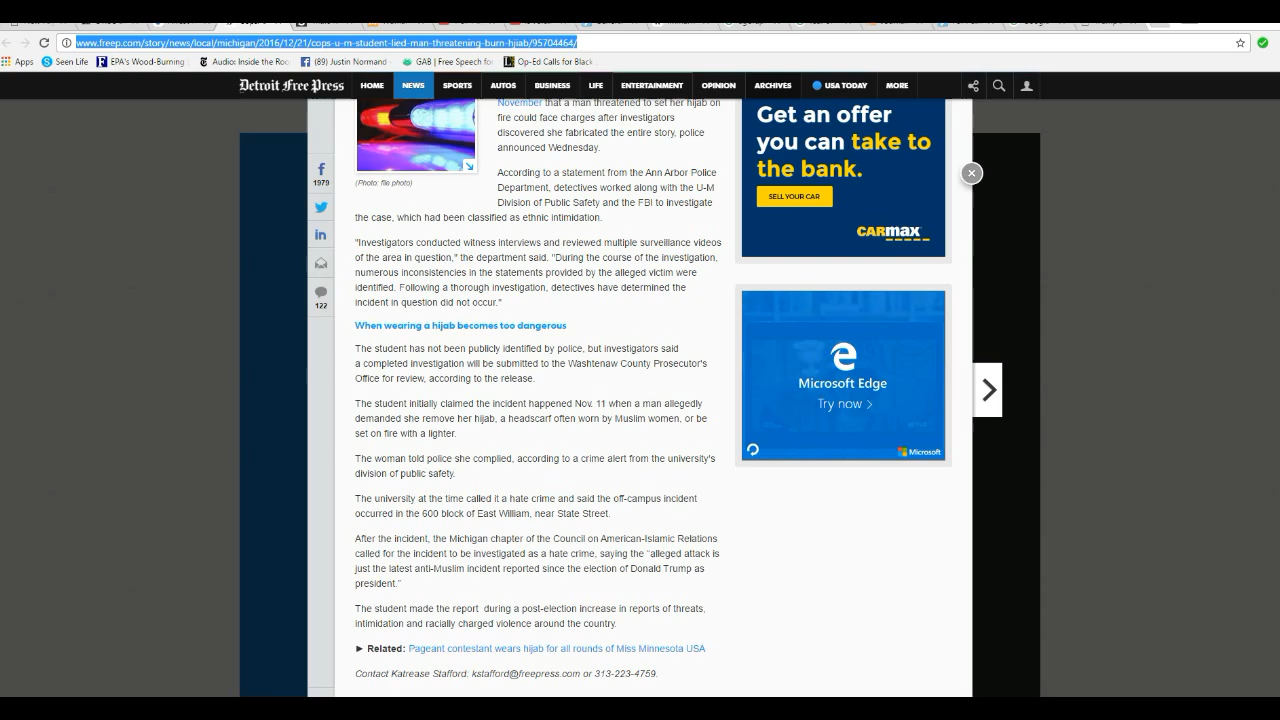 www.freep.com/story/news/local/michigan/2016/12/21/cops-u-m-student-lied-man-threatening-burn-hjiab/95704464/
Apps Seen Life EPA's Wood-Burning Audio: Inside the Roo (89) Justin Normand - GAB | Free Speech fo Op-Ed Calls for Black
Detroit Free Press HOME NEWS SPORTS AUTOS BUSINESS LIFE ENTERTAINMENT OPINION ARCHIVES USA TODAY MORE
November that a man threatened to set her hijab on
fire could face charges after investigators
discovered she fabricated the entire story, police
announced Wednesday.
(Photo: file photo)
According to a statement from the Ann Arbor Police
Department, detectives worked along with the U-M
Division of Public Safety and the FBI to investigate
the case, which had been classified as ethnic intimidation.
"Investigators conducted witness interviews and reviewed multiple surveillance videos
of the area in question," the department said. "During the course of the investigation,
numerous inconsistencies in the statements provided by the alleged victim were
identified. Following a thorough investigation, detectives have determined the
incident in question did not occur."
When wearing a hijab becomes too dangerous
The student has not been publicly identified by police, but investigators said
a completed investigation will be submitted to the Washtenaw County Prosecutor's
Office for review, according to the release.
The student initially claimed the incident happened Nov. 11 when a man allegedly
demanded she remove her hijab, a headscarf often worn by Muslim women, or be
set on fire with a lighter.
The woman told police she complied, according to a crime alert from the university's
division of public safety.
The university at the time called it a hate crime and said the off-campus incident
occurred in the 600 block of East William, near State Street.
After the incident, the Michigan chapter of the Council on American-Islamic Relations
called for the incident to be investigated as a hate crime, saying the "alleged attack is
just the latest anti-Muslim incident reported since the election of Donald Trump as
president."
The student made the report during a post-election increase in reports of threats,
intimidation and racially charged violence around the country.
► Related: Pageant contestant wears hijab for all rounds of Miss Minnesota USA
Contact Katrease Stafford: kstafford@freepress.com or 313-223-4759.
1979
122
Get an offer
you can take to
the bank.
SELL YOUR CAR
CARMAX
Microsoft Edge
Try now >
Microsoft